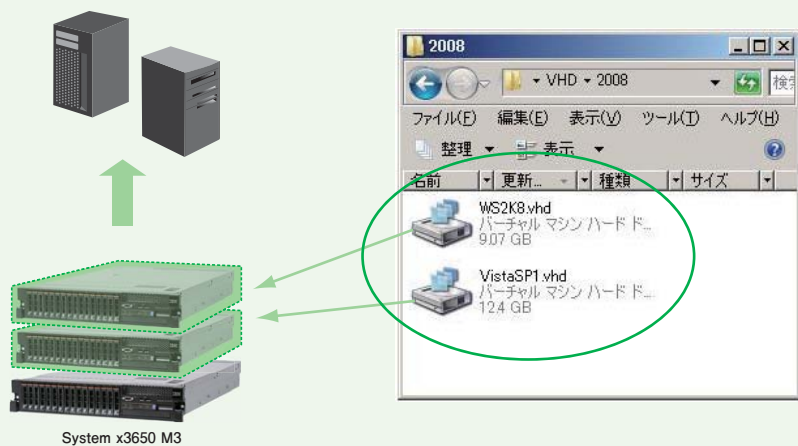 2008
VHD 2008
ファイル(F) 編集(E) 表示(V) ツール(T) ヘルプ(H)
整理 表示
名前 更新... 種類 サイズ
WS2K8.vhd
バーチャル マシン ハード ド...
9.07 GB
VistaSP1.vhd
バーチャル マシン ハード ド...
12.4 GB
System x3650 M3